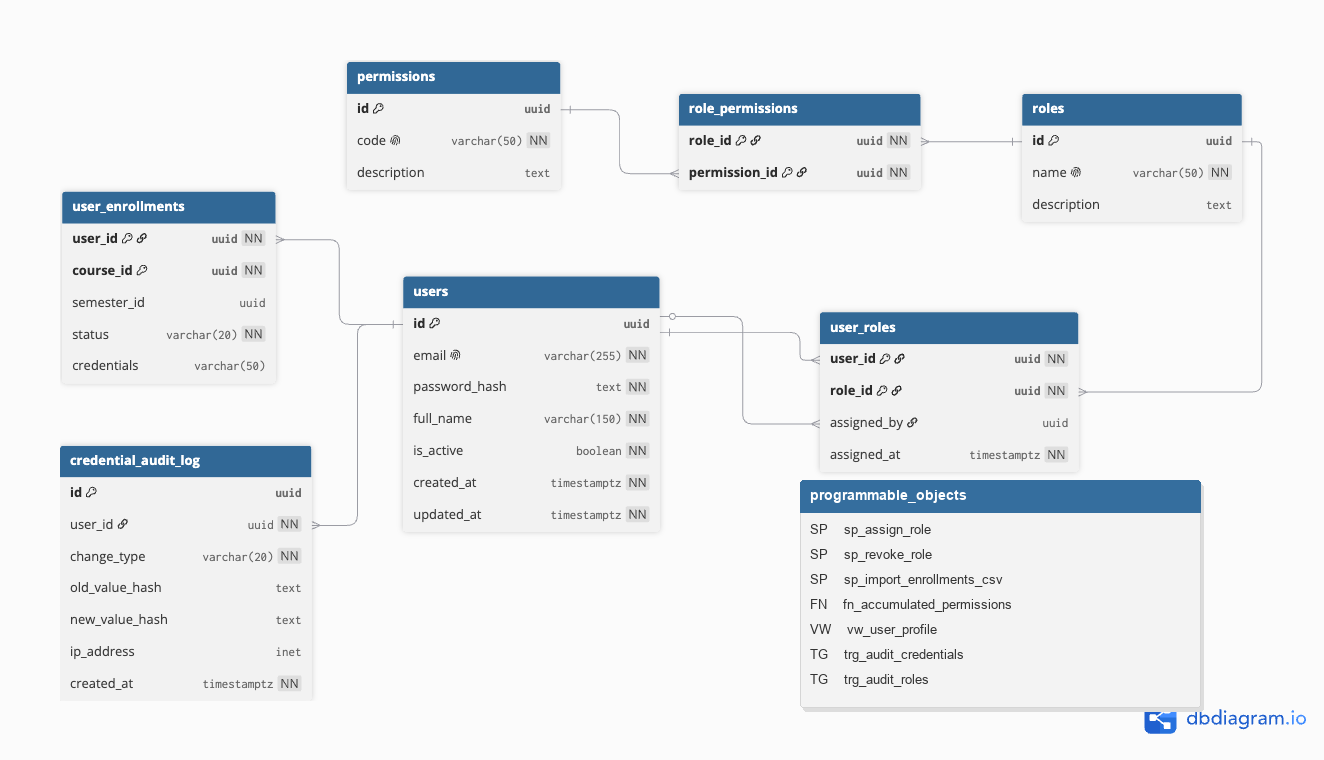 permissions
id uuid
code varchar(50) NN
description text
role_permissions
role_id uuid NN
permission_id uuid NN
roles
id uuid
name varchar(50) NN
description text
user_enrollments
user_id uuid NN
course_id uuid NN
semester_id uuid
status varchar(20) NN
credentials varchar(50)
users
id uuid
email varchar(255) NN
password_hash text NN
full_name varchar(150) NN
is_active boolean NN
created_at timestamptz NN
updated_at timestamptz NN
user_roles
user_id uuid NN
role_id uuid NN
assigned_by uuid
assigned_at timestamptz NN
credential_audit_log
id uuid
user_id uuid NN
change_type varchar(20) NN
old_value_hash text
new_value_hash text
ip_address inet
created_at timestamptz NN
programmable_objects
SP sp_assign_role
SP sp_revoke_role
SP sp_import_enrollments_csv
FN fn_accumulated_permissions
VW vw_user_profile
TG trg_audit_credentials
TG trg_audit_roles
dbdiagram.io